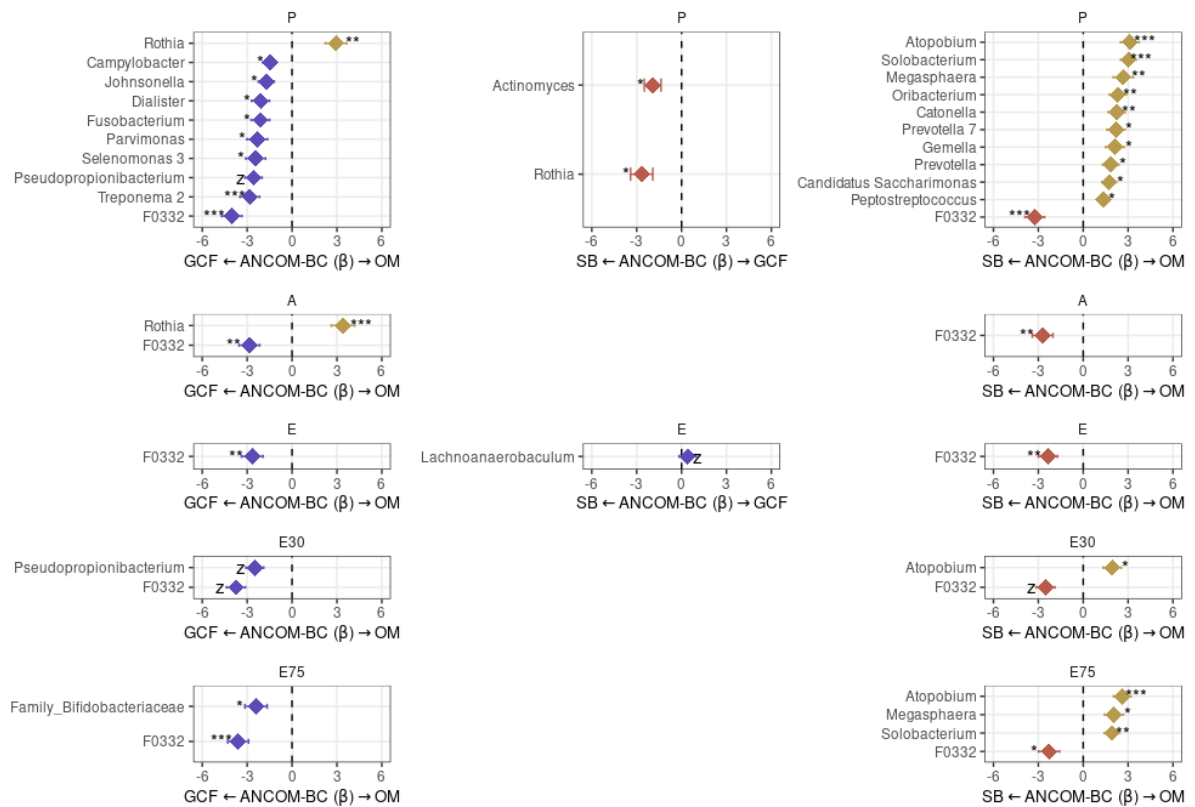 P
Rothia
**
Campylobacter
*
Johnsonella
*
Dialister
*
Fusobacterium
*
Parvimonas
*
Selenomonas 3
*
Pseudopropionibacterium
z
Treponema 2
***
F0332
***
-6 -3 0 3 6
GCF ← ANCOM-BC (β) → OM
P
Actinomyces
*
Rothia
*
-6 -3 0 3 6
SB ← ANCOM-BC (β) → GCF
P
Atopobium
***
Solobacterium
***
Megasphaera
**
Oribacterium
**
Catonella
**
Prevotella 7
*
Gemella
*
Prevotella
*
Candidatus Saccharimonas
*
Peptostreptococcus
*
F0332
***
-6 -3 0 3 6
SB ← ANCOM-BC (β) → OM
A
Rothia
***
F0332
**
-6 -3 0 3 6
GCF ← ANCOM-BC (β) → OM
A
F0332
**
-6 -3 0 3 6
SB ← ANCOM-BC (β) → OM
E
F0332
**
-6 -3 0 3 6
GCF ← ANCOM-BC (β) → OM
E
Lachnoanaerobaculum
z
-6 -3 0 3 6
SB ← ANCOM-BC (β) → GCF
E
F0332
**
-6 -3 0 3 6
SB ← ANCOM-BC (β) → OM
E30
Pseudopropionibacterium
z
F0332
z
-6 -3 0 3 6
GCF ← ANCOM-BC (β) → OM
E30
Atopobium
*
F0332
z
-6 -3 0 3 6
SB ← ANCOM-BC (β) → OM
E75
Family_Bifidobacteriaceae
*
F0332
***
-6 -3 0 3 6
GCF ← ANCOM-BC (β) → OM
E75
Atopobium
***
Megasphaera
*
Solobacterium
**
F0332
*
-6 -3 0 3 6
SB ← ANCOM-BC (β) → OM